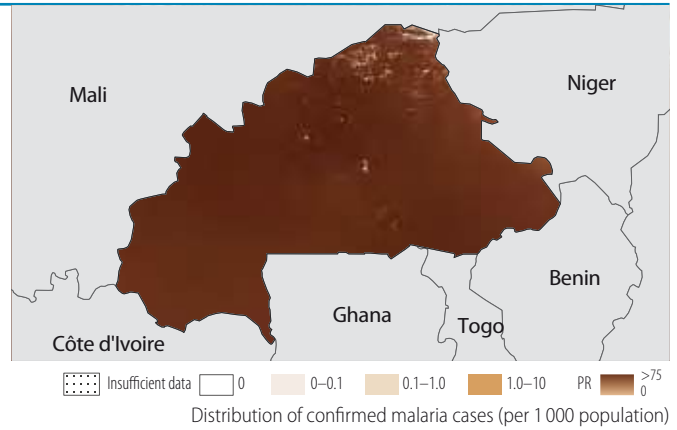 Mali
Niger
Benin
Ghana
Togo
Côte d'Ivoire
Insufficient data 0 0–0.1 0.1–1.0 1.0–10 PR >75
0
Distribution of confirmed malaria cases (per 1 000 population)